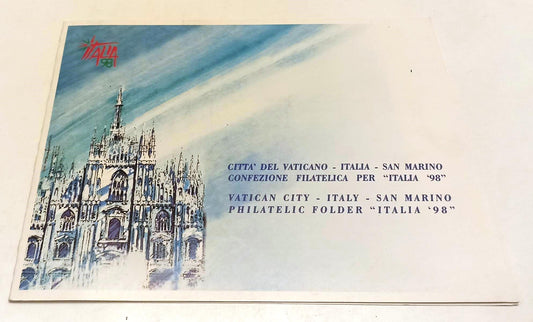 ITALIA
98
CITTA' DEL VATICANO - ITALIA - SAN MARINO
CONFEZIONE FILATELICA PER "ITALIA '98"
VATICAN CITY - ITALY - SAN MARINO
PHILATELIC FOLDER "ITALIA '98"